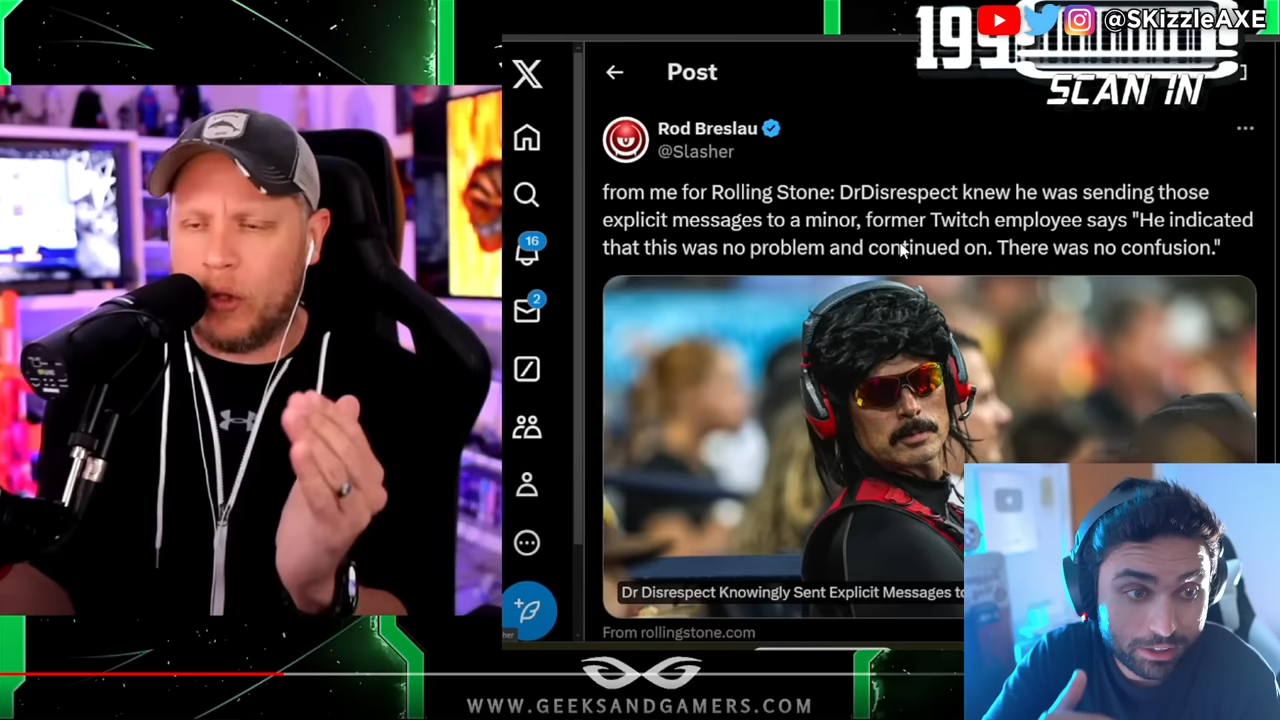 199
@SKizzleAXE
SCAN IN
Post
Rod Breslau
@Slasher
from me for Rolling Stone: DrDisrespect knew he was sending those
explicit messages to a minor, former Twitch employee says "He indicated
that this was no problem and continued on. There was no confusion."
16
2
Dr Disrespect Knowingly Sent Explicit Messages to
From rollingstone.com
WWW.GEEKSANDGAMERS.COM